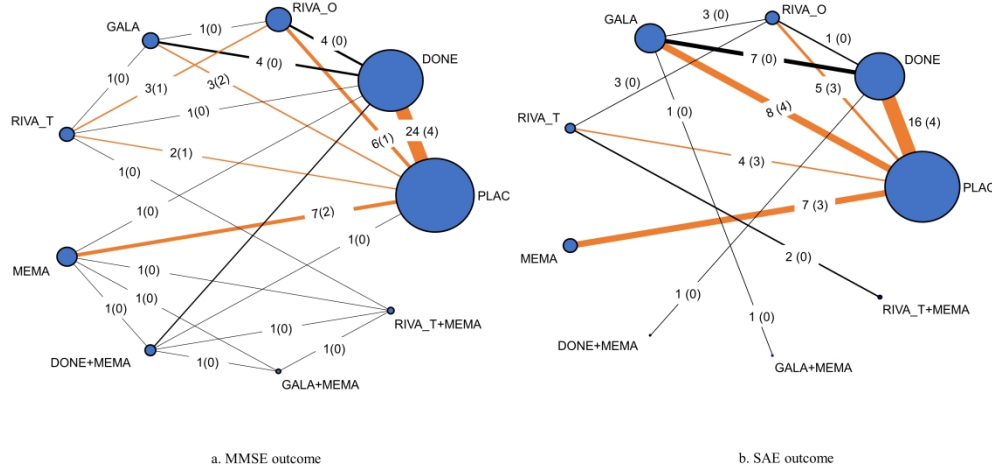 RIVA_O
GALA
1(0)
4 (0)
DONE
4 (0)
1(0)
3(1)
3(2)
RIVA_T
1(0)
24 (4)
6(1)
2(1)
1(0)
PLAC
1(0)
7(2)
MEMA
1(0)
1(0)
1(0)
1(0)
RIVA_T+MEMA
1(0)
1(0)
DONE+MEMA
1(0)
GALA+MEMA
a. MMSE outcome
RIVA_O
GALA
3 (0)
1 (0)
DONE
7 (0)
3 (0)
5 (3)
1 (0)
8 (4)
16 (4)
RIVA_T
4 (3)
PLAC
7 (3)
MEMA
2 (0)
1 (0)
RIVA_T+MEMA
1 (0)
DONE+MEMA
GALA+MEMA
b. SAE outcome